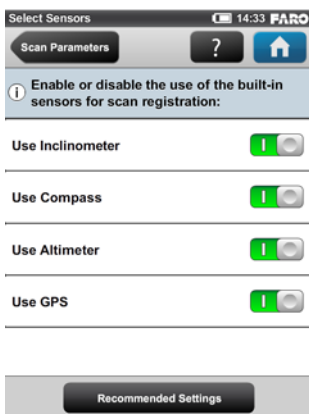 Select Sensors 14:33 FARO
Scan Parameters ?
i Enable or disable the use of the built-in
sensors for scan registration:
Use Inclinometer
Use Compass
Use Altimeter
Use GPS
Recommended Settings